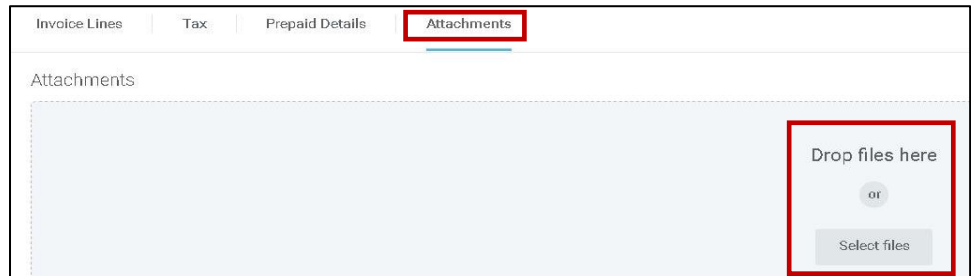 Invoice Lines Tax Prepaid Details Attachments
Attachments
Drop files here
or
Select files